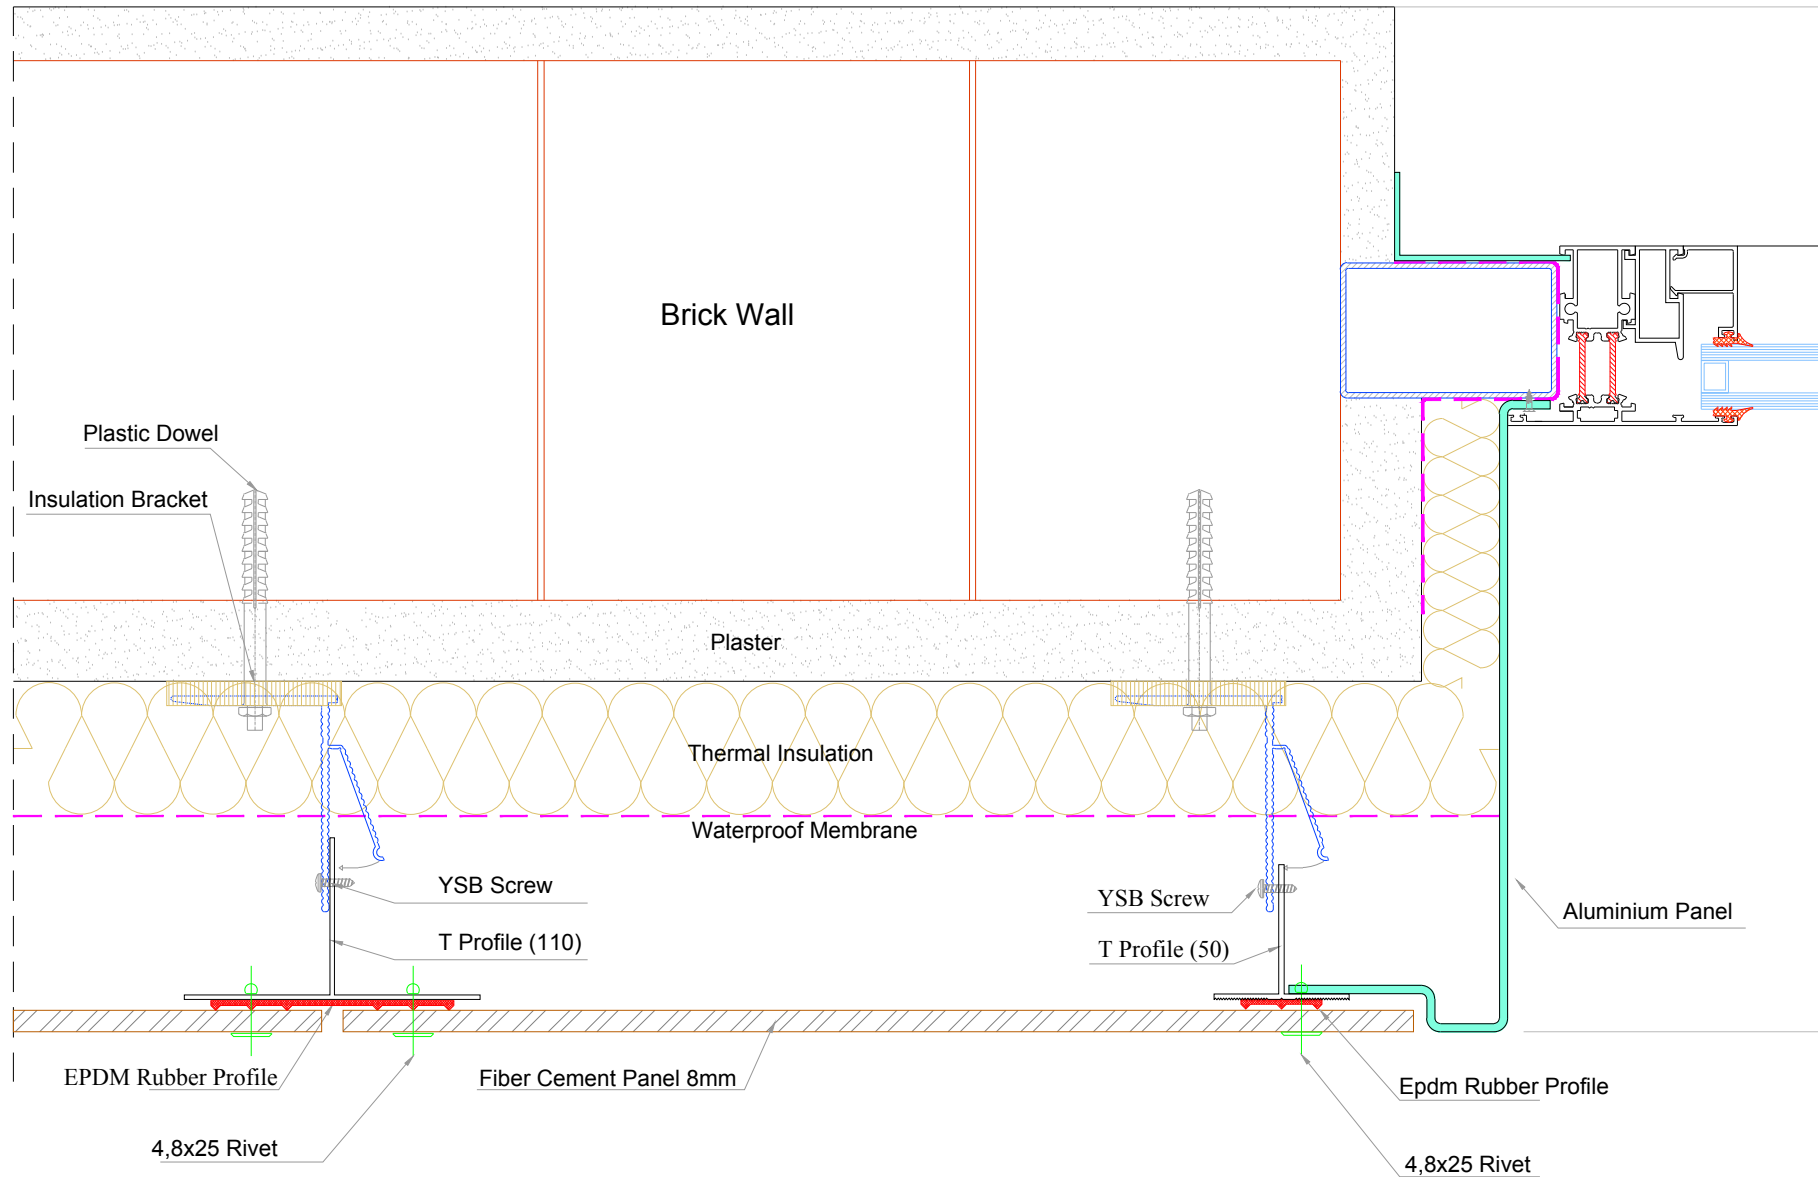 Brick Wall
Plastic Dowel
Insulation Bracket
Plaster
Thermal Insulation
Waterproof Membrane
YSB Screw
YSB Screw
Aluminium Panel
T Profile (110)
T Profile (50)
EPDM Rubber Profile
Fiber Cement Panel 8mm
Epdm Rubber Profile
4,8x25 Rivet
4,8x25 Rivet